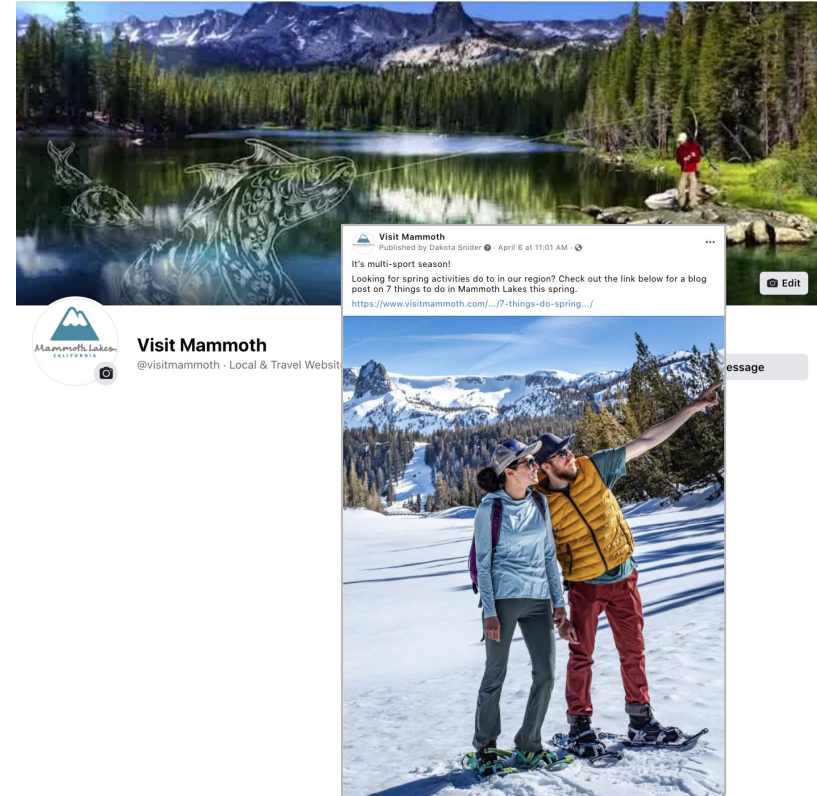 Visit Mammoth
Published by Dakota Snider · April 6 at 11:01 AM ·
It's multi-sport season!
Looking for spring activities do to in our region? Check out the link below for a blog
post on 7 things to do in Mammoth Lakes this spring.
https://www.visitmammoth.com/.../7-things-do-spring.../
Edit
Mammoth Lakes
CALIFORNIA
Visit Mammoth
@visitmammoth · Local & Travel Websit
essage